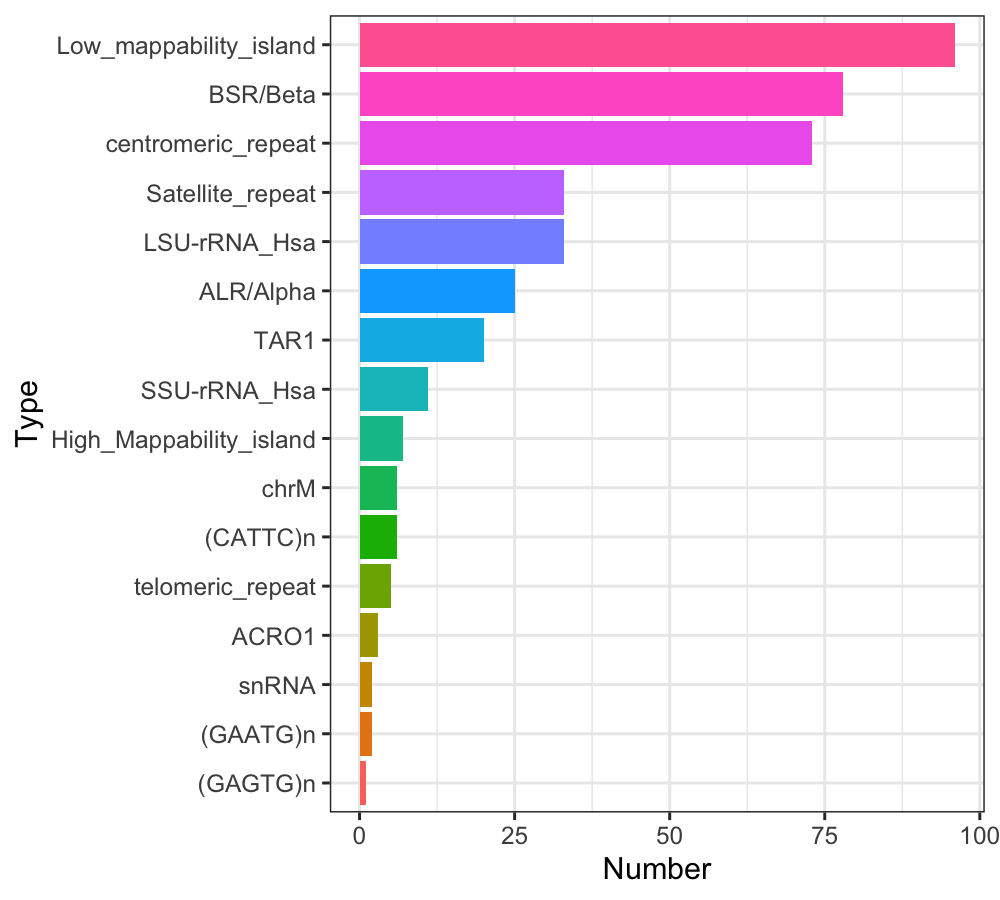 Low_mappability_island
BSR/Beta
centromeric_repeat
Satellite_repeat
LSU-rRNA_Hsa
ALR/Alpha
TAR1
SSU-rRNA_Hsa
High_Mappability_island
chrM
(CATTC)n
telomeric_repeat
ACRO1
snRNA
(GAATG)n
(GAGTG)n
Type
0 25 50 75 100
Number